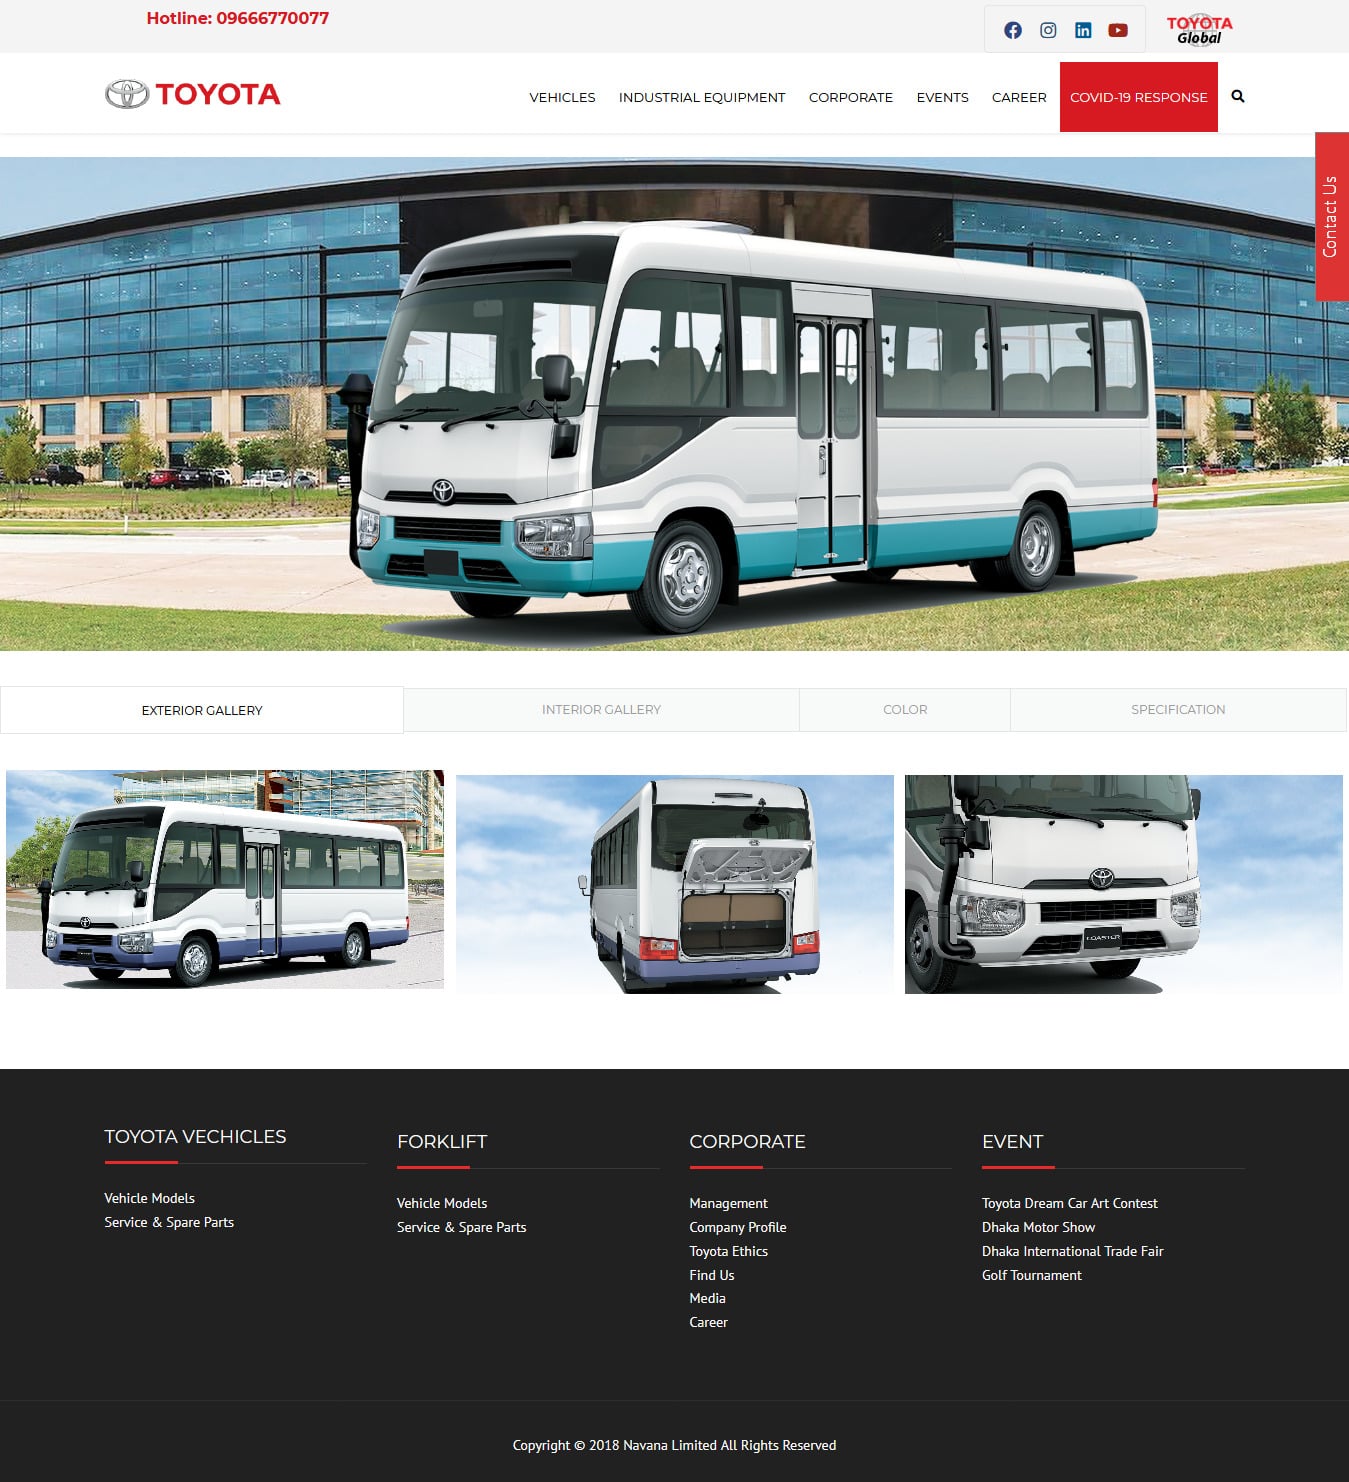 Hotline: 09666770077
TOYOTA
Global
TOYOTA
VEHICLES
INDUSTRIAL EQUIPMENT
CORPORATE
EVENTS
CAREER
COVID-19 RESPONSE
Contact Us
EXTERIOR GALLERY
INTERIOR GALLERY
COLOR
SPECIFICATION
COASTER
TOYOTA VECHICLES
Vehicle Models
Service & Spare Parts
FORKLIFT
Vehicle Models
Service & Spare Parts
CORPORATE
Management
Company Profile
Toyota Ethics
Find Us
Media
Career
EVENT
Toyota Dream Car Art Contest
Dhaka Motor Show
Dhaka International Trade Fair
Golf Tournament
Copyright © 2018 Navana Limited All Rights Reserved